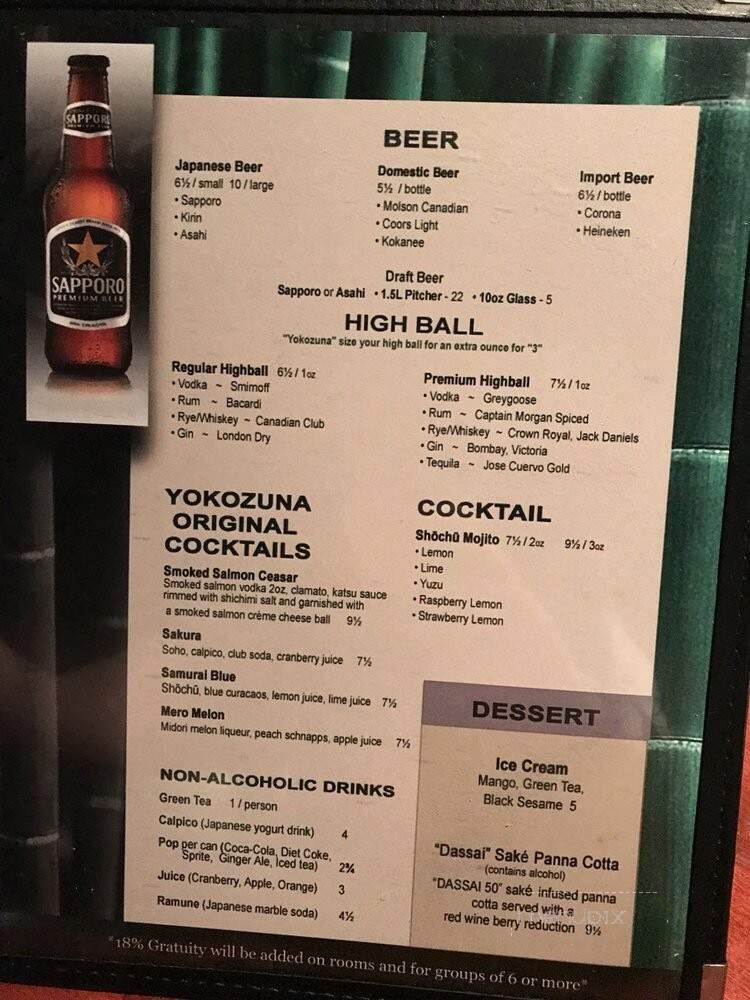 SAPPORO
SAPPORO
PREMIUM BEER
BEER
Japanese Beer
6½ / small 10 / large
• Sapporo
• Kirin
• Asahi
Domestic Beer
5½ / bottle
• Molson Canadian
• Coors Light
• Kokanee
Import Beer
6½ / bottle
• Corona
• Heineken
Draft Beer
Sapporo or Asahi • 1.5L Pitcher - 22 • 10oz Glass - 5
HIGH BALL
"Yokozuna" size your high ball for an extra ounce for "3"
Regular Highball 6½ / 1oz
• Vodka ~ Smirnoff
• Rum ~ Bacardi
• Rye/Whiskey ~ Canadian Club
• Gin ~ London Dry
Premium Highball 7½ / 1oz
• Vodka ~ Greygoose
• Rum ~ Captain Morgan Spiced
• Rye/Whiskey ~ Crown Royal, Jack Daniels
• Gin ~ Bombay, Victoria
• Tequila ~ Jose Cuervo Gold
YOKOZUNA
ORIGINAL
COCKTAILS
Smoked Salmon Ceasar
Smoked salmon vodka 2oz, clamato, katsu sauce
rimmed with shichimi salt and garnished with
a smoked salmon crème cheese ball 9½
Sakura
Soho, calpico, club soda, cranberry juice 7½
Samurai Blue
Shōchū, blue curacaos, lemon juice, lime juice 7½
Mero Melon
Midori melon liqueur, peach schnapps, apple juice 7½
COCKTAIL
Shōchū Mojito 7½ / 2oz 9½ / 3oz
• Lemon
• Lime
• Yuzu
• Raspberry Lemon
• Strawberry Lemon
NON-ALCOHOLIC DRINKS
Green Tea 1 / person
Calpico (Japanese yogurt drink) 4
Pop per can (Coca-Cola, Diet Coke,
Sprite, Ginger Ale, Iced tea) 2¾
Juice (Cranberry, Apple, Orange) 3
Ramune (Japanese marble soda) 4½
DESSERT
Ice Cream
Mango, Green Tea,
Black Sesame 5
"Dassai" Saké Panna Cotta
(contains alcohol)
"DASSAI 50" saké infused panna
cotta served with a
red wine berry reduction 9½
*18% Gratuity will be added on rooms and for groups of 6 or more*